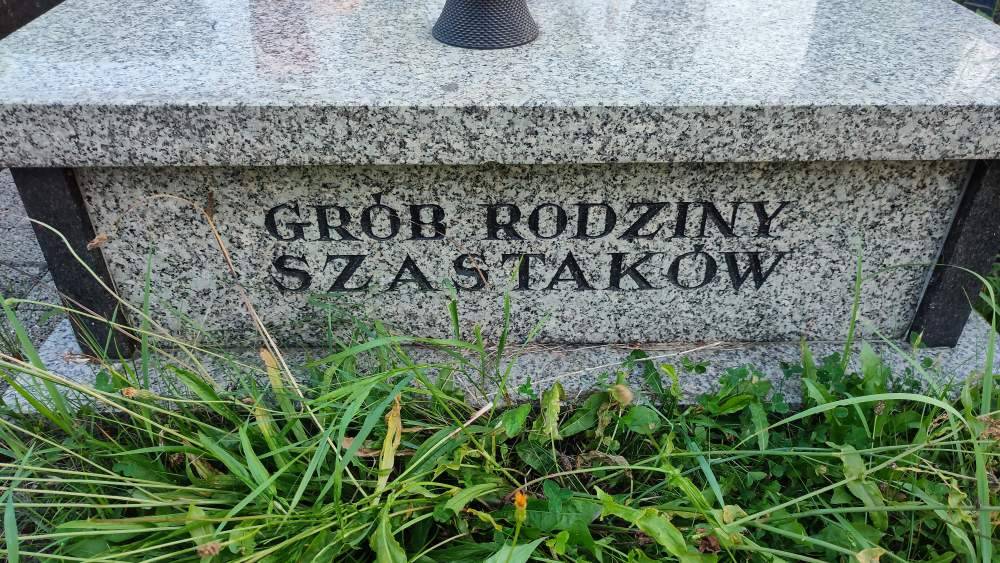 GRÓB RODZINY
SZASTAKÓW